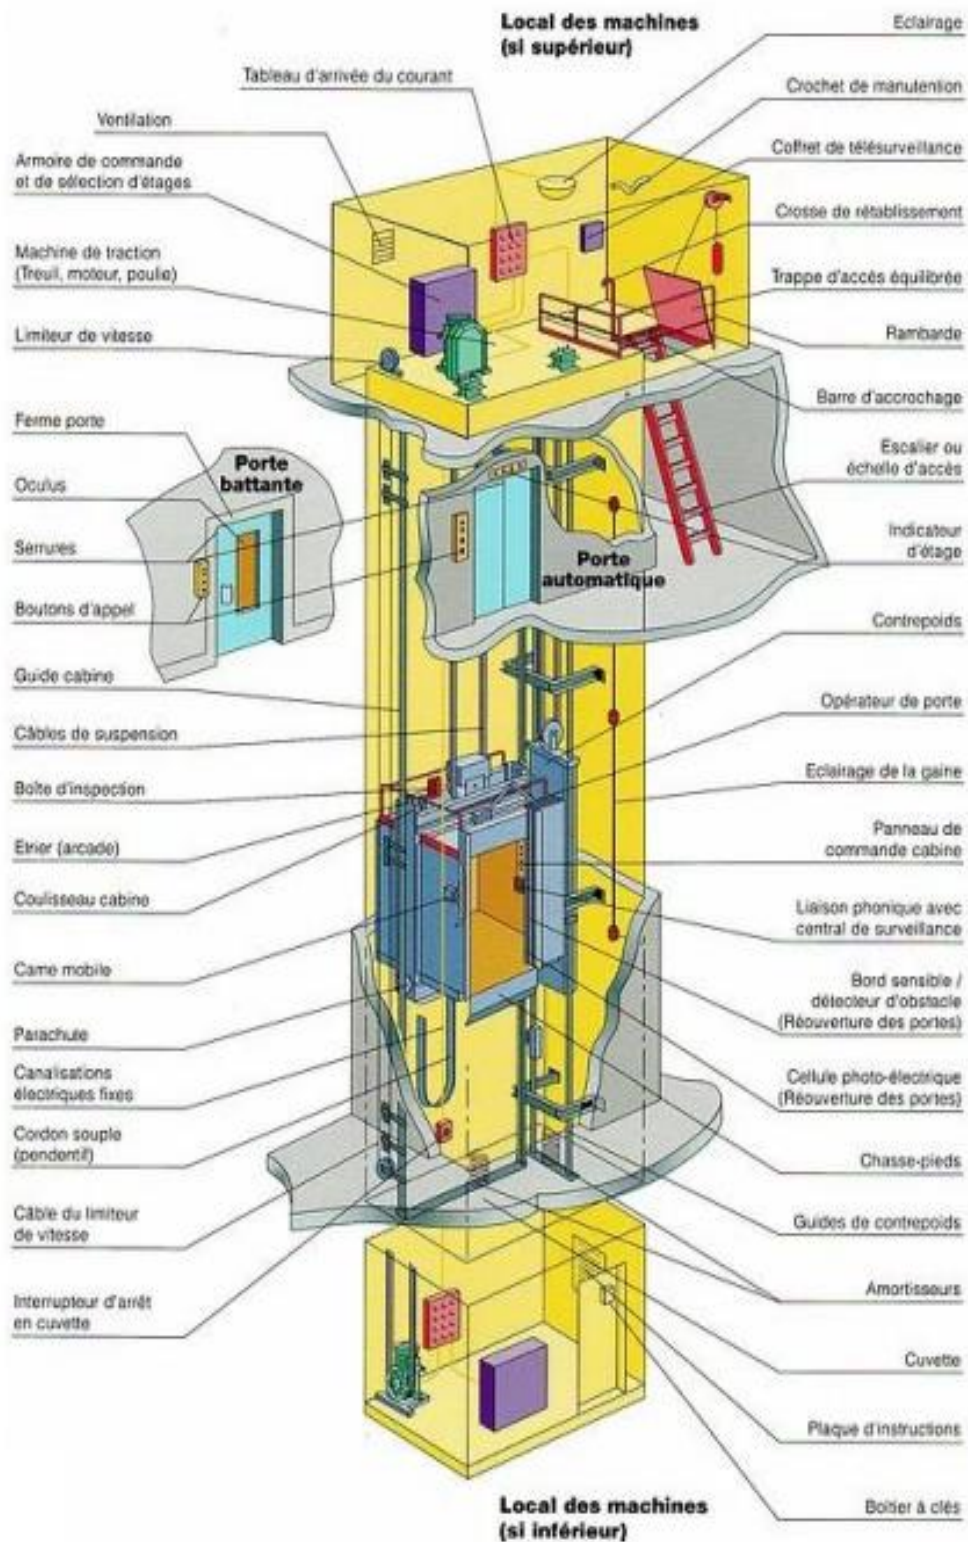 Local des machines
(si supérieur)
Tableau d'arrivée du courant
Ventilation
Armoire de commande
et de sélection d'étages
Machine de traction
(Treuil, moteur, poulie)
Limiteur de vitesse
Ferme porte
Porte
battante
Oculus
Serrures
Boutons d'appel
Guide cabine
Câbles de suspension
Boîte d'inspection
Etrier (arcade)
Coulisseau cabine
Came mobile
Parachute
Canalisations
électriques fixes
Cordon souple
(pendentif)
Câble du limiteur
de vitesse
Interrupteur d'arrêt
en cuvette
Eclairage
Crochet de manutention
Coffret de télésurveillance
Crosse de rétablissement
Trappe d'accès équilibrée
Rambarde
Barre d'accrochage
Escalier ou
échelle d'accès
Indicateur
d'étage
Porte
automatique
Contrepoids
Opérateur de porte
Eclairage de la gaine
Panneau de
commande cabine
Liaison phonique avec
central de surveillance
Bord sensible /
détecteur d'obstacle
(Réouverture des portes)
Cellule photo-électrique
(Réouverture des portes)
Chasse-pieds
Guides de contrepoids
Amortisseurs
Cuvette
Plaque d'instructions
Boitier à clés
Local des machines
(si inférieur)